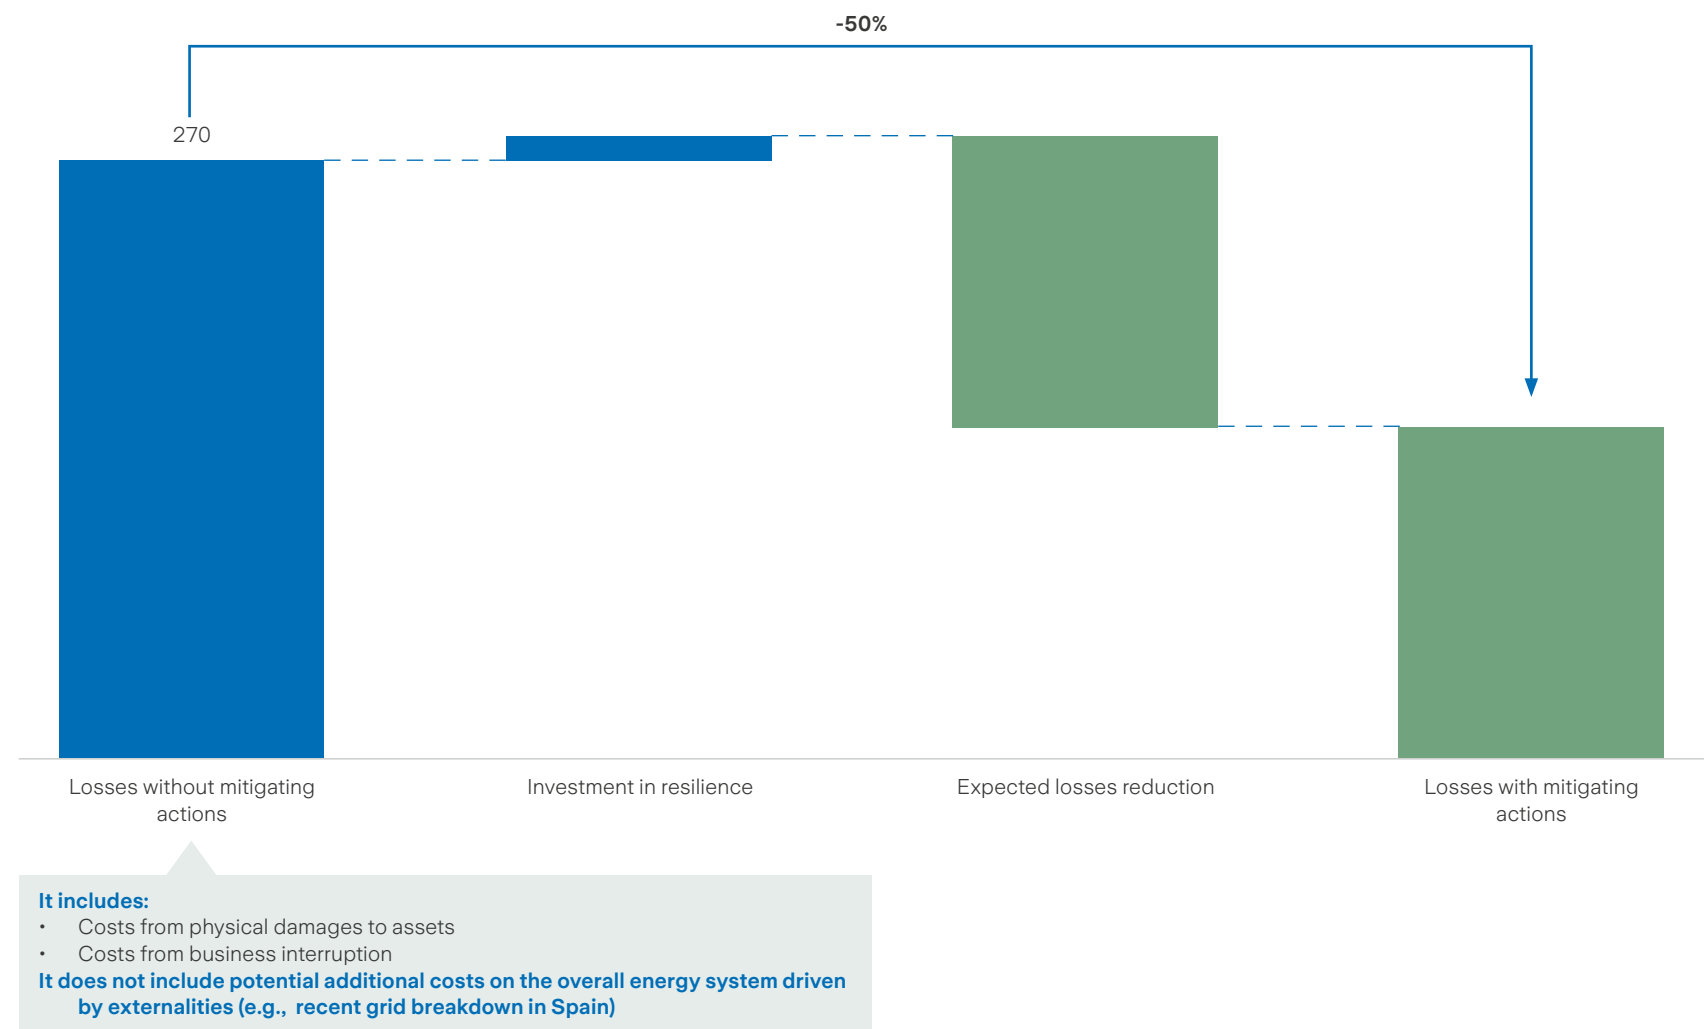 -50%
270
Losses without mitigating
actions
Investment in resilience
Expected losses reduction
Losses with mitigating
actions
It includes:
• Costs from physical damages to assets
• Costs from business interruption
It does not include potential additional costs on the overall energy system driven
by externalities (e.g., recent grid breakdown in Spain)